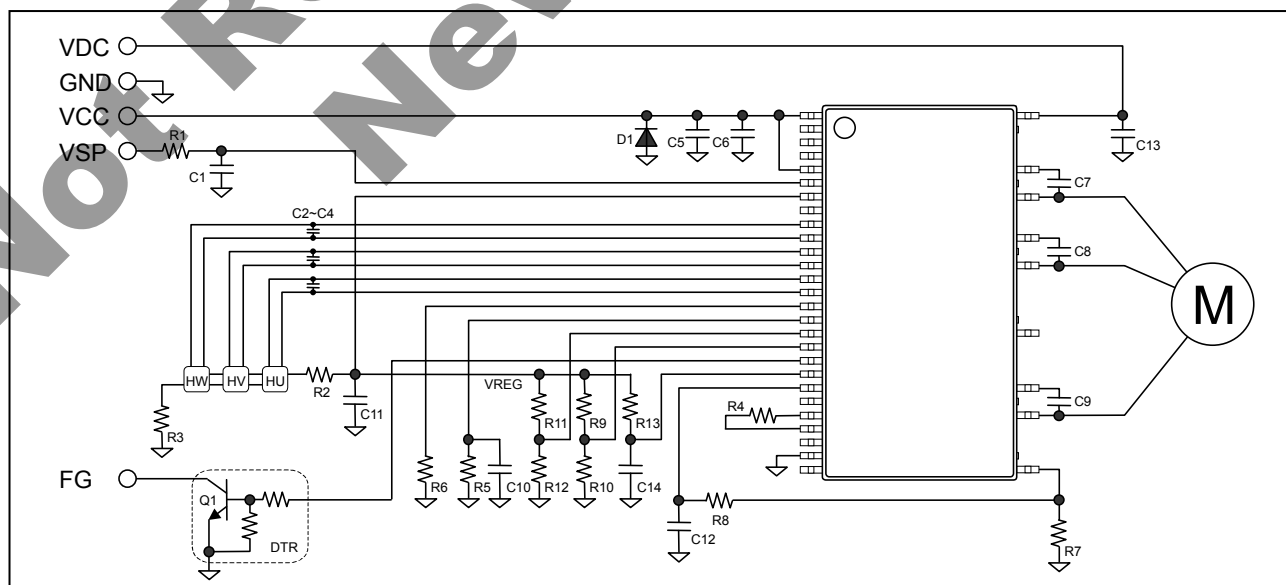 Not R
New
VDC
GND
VCC
VSP
R1
C1
D1
C5
C6
C13
C7
C8
C9
M
C2~C4
HW
HV
HU
R2
VREG
C11
R11
R9
R13
R3
R4
R6
R5
C10
R12
R10
C14
R8
C12
R7
FG
Q1
DTR